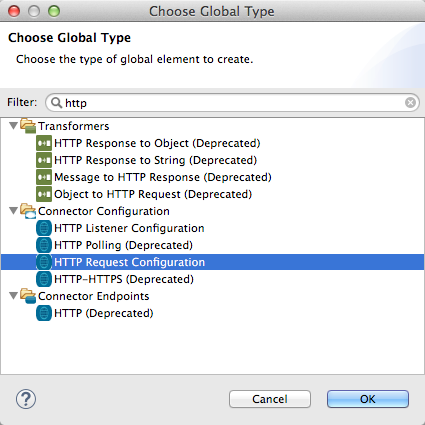 Choose Global Type
Choose Global Type
Choose the type of global element to create.
Filter: http
Transformers
HTTP Response to Object (Deprecated)
HTTP Response to String (Deprecated)
Message to HTTP Response (Deprecated)
Object to HTTP Request (Deprecated)
Connector Configuration
HTTP Listener Configuration
HTTP Polling (Deprecated)
HTTP Request Configuration
HTTP-HTTPS (Deprecated)
Connector Endpoints
HTTP (Deprecated)
? Cancel OK